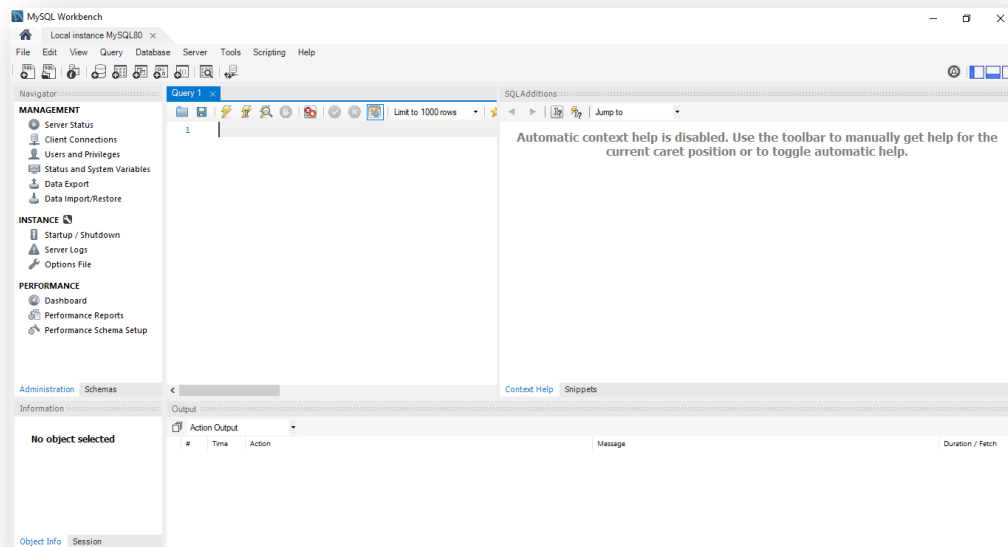 MySQL Workbench
Local instance MySQL80
File Edit View Query Database Server Tools Scripting Help
Navigator
MANAGEMENT
Server Status
Client Connections
Users and Privileges
Status and System Variables
Data Export
Data Import/Restore
INSTANCE
Startup / Shutdown
Server Logs
Options File
PERFORMANCE
Dashboard
Performance Reports
Performance Schema Setup
Administration Schemas
Query 1
Limit to 1000 rows
1
SQLAdditions
Jump to
Automatic context help is disabled. Use the toolbar to manually get help for the
current caret position or to toggle automatic help.
Context Help Snippets
Information
No object selected
Object Info Session
Output
Action Output
# Time Action Message Duration / Fetch